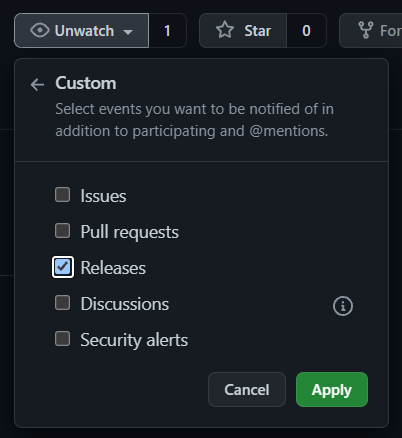 Unwatch 1 Star 0 For
Custom
Select events you want to be notified of in
addition to participating and @mentions.
Issues
Pull requests
Releases
Discussions
Security alerts
Cancel Apply